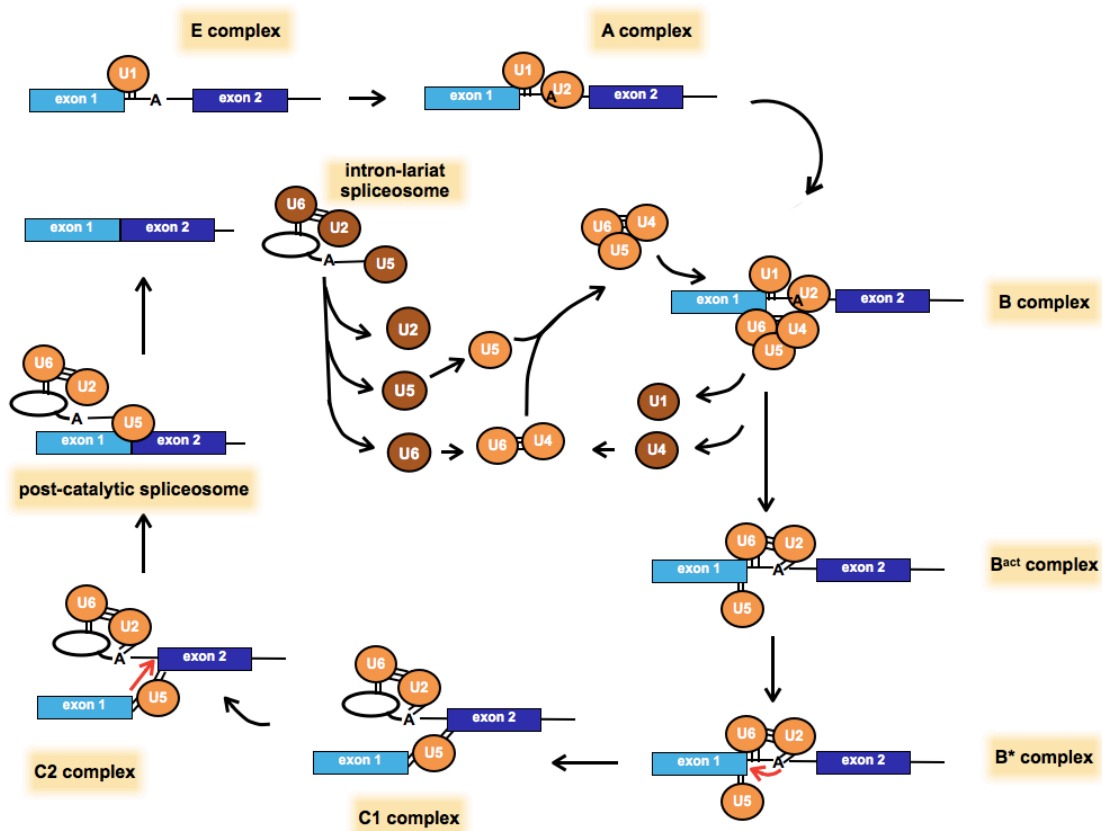 E complex
A complex
U1
exon 1
A
exon 2
U1
U2
exon 1
A
exon 2
intron-lariat
spliceosome
U6
U2
A
U5
exon 1
exon 2
U6
U4
U5
U1
U2
exon 1
A
exon 2
U6
U4
U5
B complex
U2
U5
U5
U1
U6
U6
U4
U4
U6
U2
A
U5
exon 1
exon 2
post-catalytic spliceosome
U6
U2
exon 1
A
exon 2
U5
Bact complex
U6
U2
A
exon 2
exon 1
U5
C2 complex
U6
U2
A
exon 2
exon 1
U5
C1 complex
U6
U2
exon 1
A
exon 2
U5
B* complex